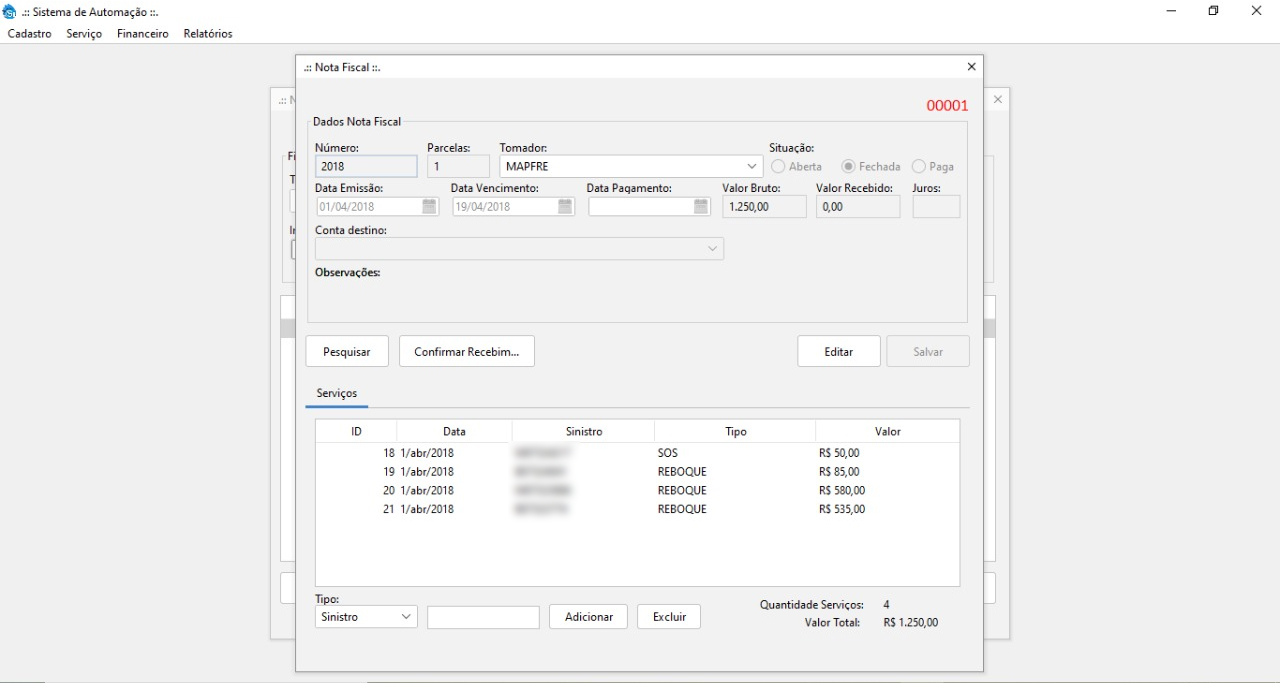 .:: Sistema de Automação ::.
Cadastro Serviço Financeiro Relatórios
.:: Nota Fiscal ::.
00001
Dados Nota Fiscal
Número: Parcelas: Tomador: Situação:
2018 1 MAPFRE Aberta Fechada Paga
Data Emissão: Data Vencimento: Data Pagamento: Valor Bruto: Valor Recebido: Juros:
01/04/2018 19/04/2018 1.250,00 0,00
Conta destino:
Observações:
Pesquisar Confirmar Recebim... Editar Salvar
Serviços
ID Data Sinistro Tipo Valor
18 1/abr/2018 SOS R$ 50,00
19 1/abr/2018 REBOQUE R$ 85,00
20 1/abr/2018 REBOQUE R$ 580,00
21 1/abr/2018 REBOQUE R$ 535,00
Tipo:
Sinistro Adicionar Excluir
Quantidade Serviços: 4
Valor Total: R$ 1.250,00